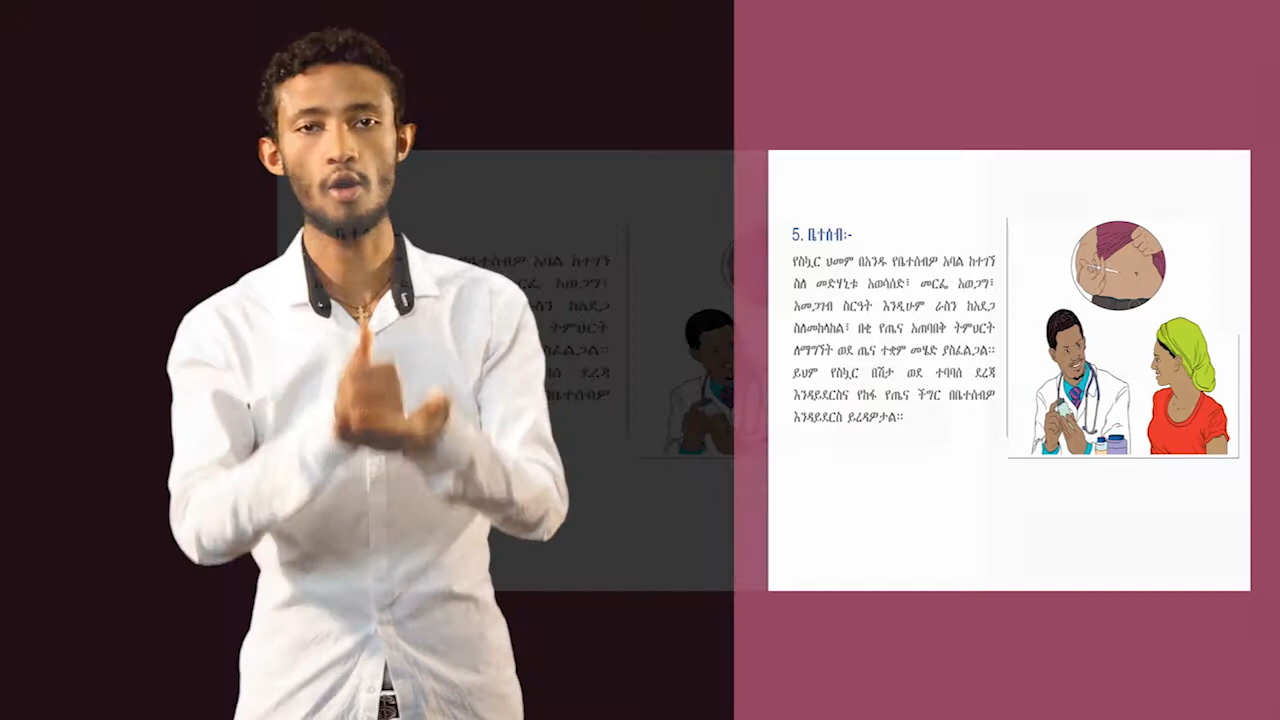 5. ቤተሰብ፡-
የስኳር ህመም በአንዱ የቤተሰብዎ አባል ከተገኘ
ስለ መድሃኒቱ አወሳሰድ፣ መርፌ አወጋግ፣
አመጋገብ ስርዓት እንዲሁም ራስን ከአደጋ
ስለመከላከል፣ በቂ የጤና አጠባበቅ ትምህርት
ለማግኘት ወደ ጤና ተቋም መሄድ ያስፈልጋል።
ይህም የስኳር በሽታ ወደ ተባባሰ ደረጃ
እንዳይደርስና የከፋ የጤና ችግር በቤተሰብዎ
እንዳይደርስ ይረዳዎታል።